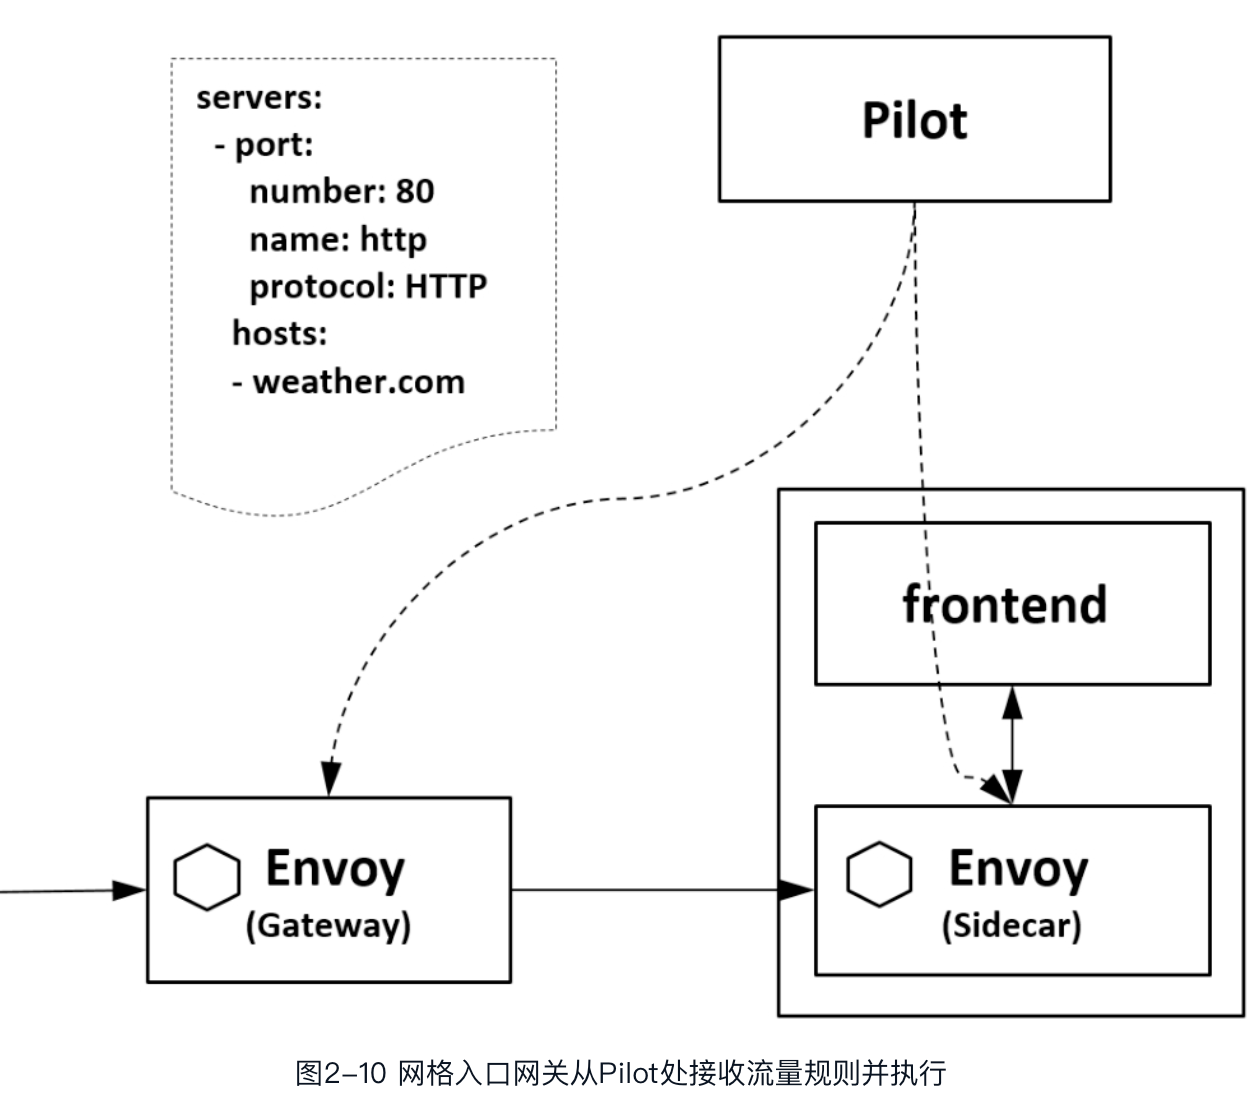 servers:
- port:
number: 80
name: http
protocol: HTTP
hosts:
- weather.com
Pilot
frontend
Envoy
(Gateway)
Envoy
(Sidecar)
图2-10 网格入口网关从Pilot处接收流量规则并执行